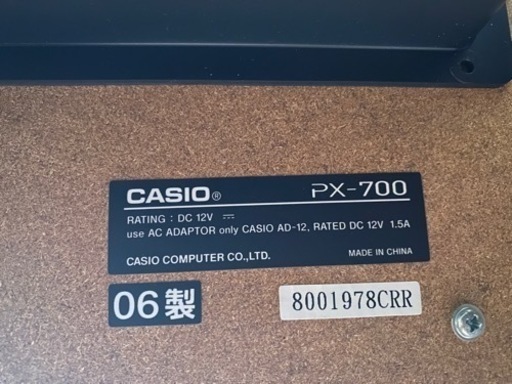 CASIO® PX-700
RATING : DC 12V ⎓
use AC ADAPTOR only CASIO AD-12, RATED DC 12V 1.5A
CASIO COMPUTER CO.,LTD. MADE IN CHINA
06製 8001978CRR